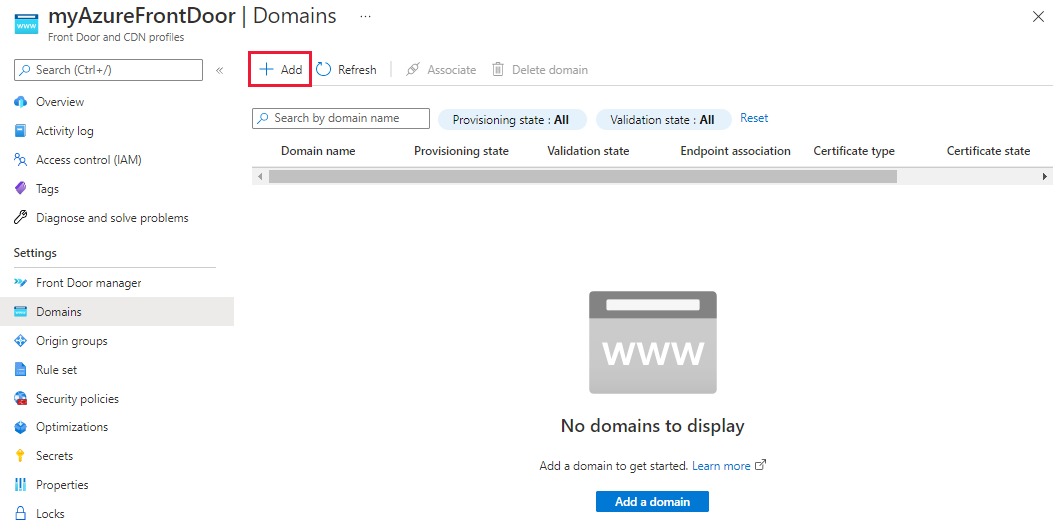 myAzureFrontDoor | Domains ...
Front Door and CDN profiles
Search (Ctrl+/)
Overview
Activity log
Access control (IAM)
Tags
Diagnose and solve problems
Settings
Front Door manager
Domains
Origin groups
Rule set
Security policies
Optimizations
Secrets
Properties
Locks
Add Refresh Associate Delete domain
Search by domain name Provisioning state : All Validation state : All Reset
Domain name Provisioning state Validation state Endpoint association Certificate type Certificate state
www
No domains to display
Add a domain to get started. Learn more
Add a domain